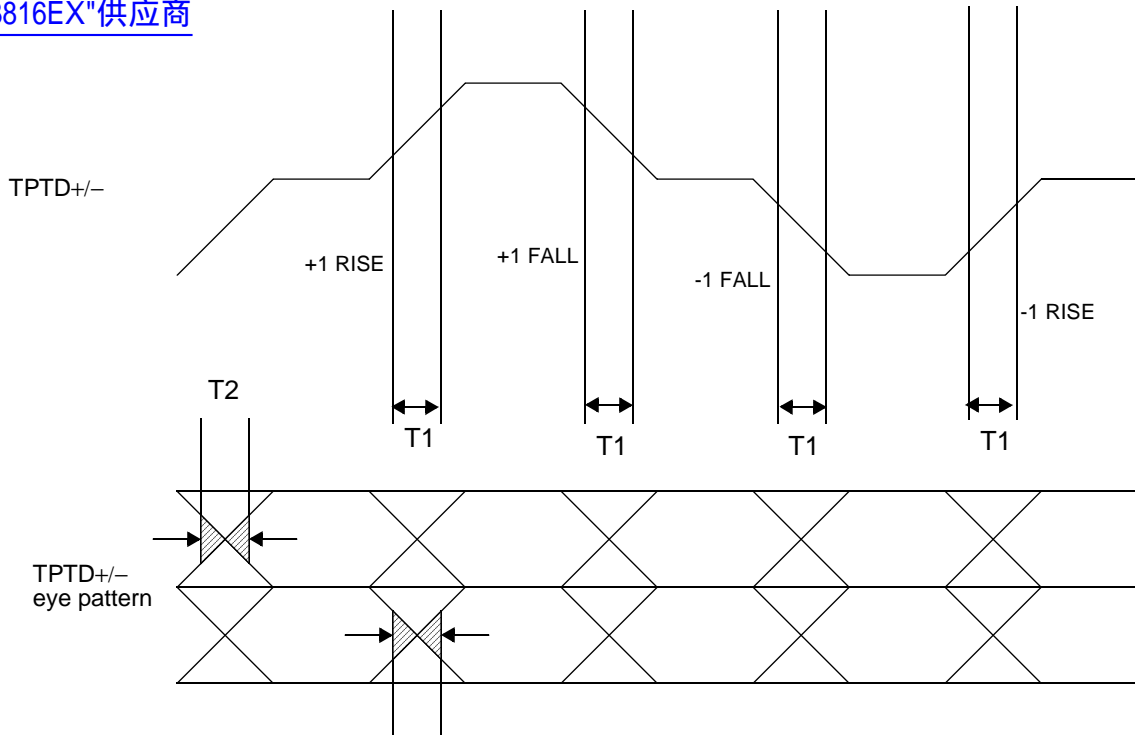 8816EX"供应商
TPTD+/−
+1 RISE
+1 FALL
-1 FALL
-1 RISE
T2
T1
T1
T1
T1
TPTD+/−
eye pattern